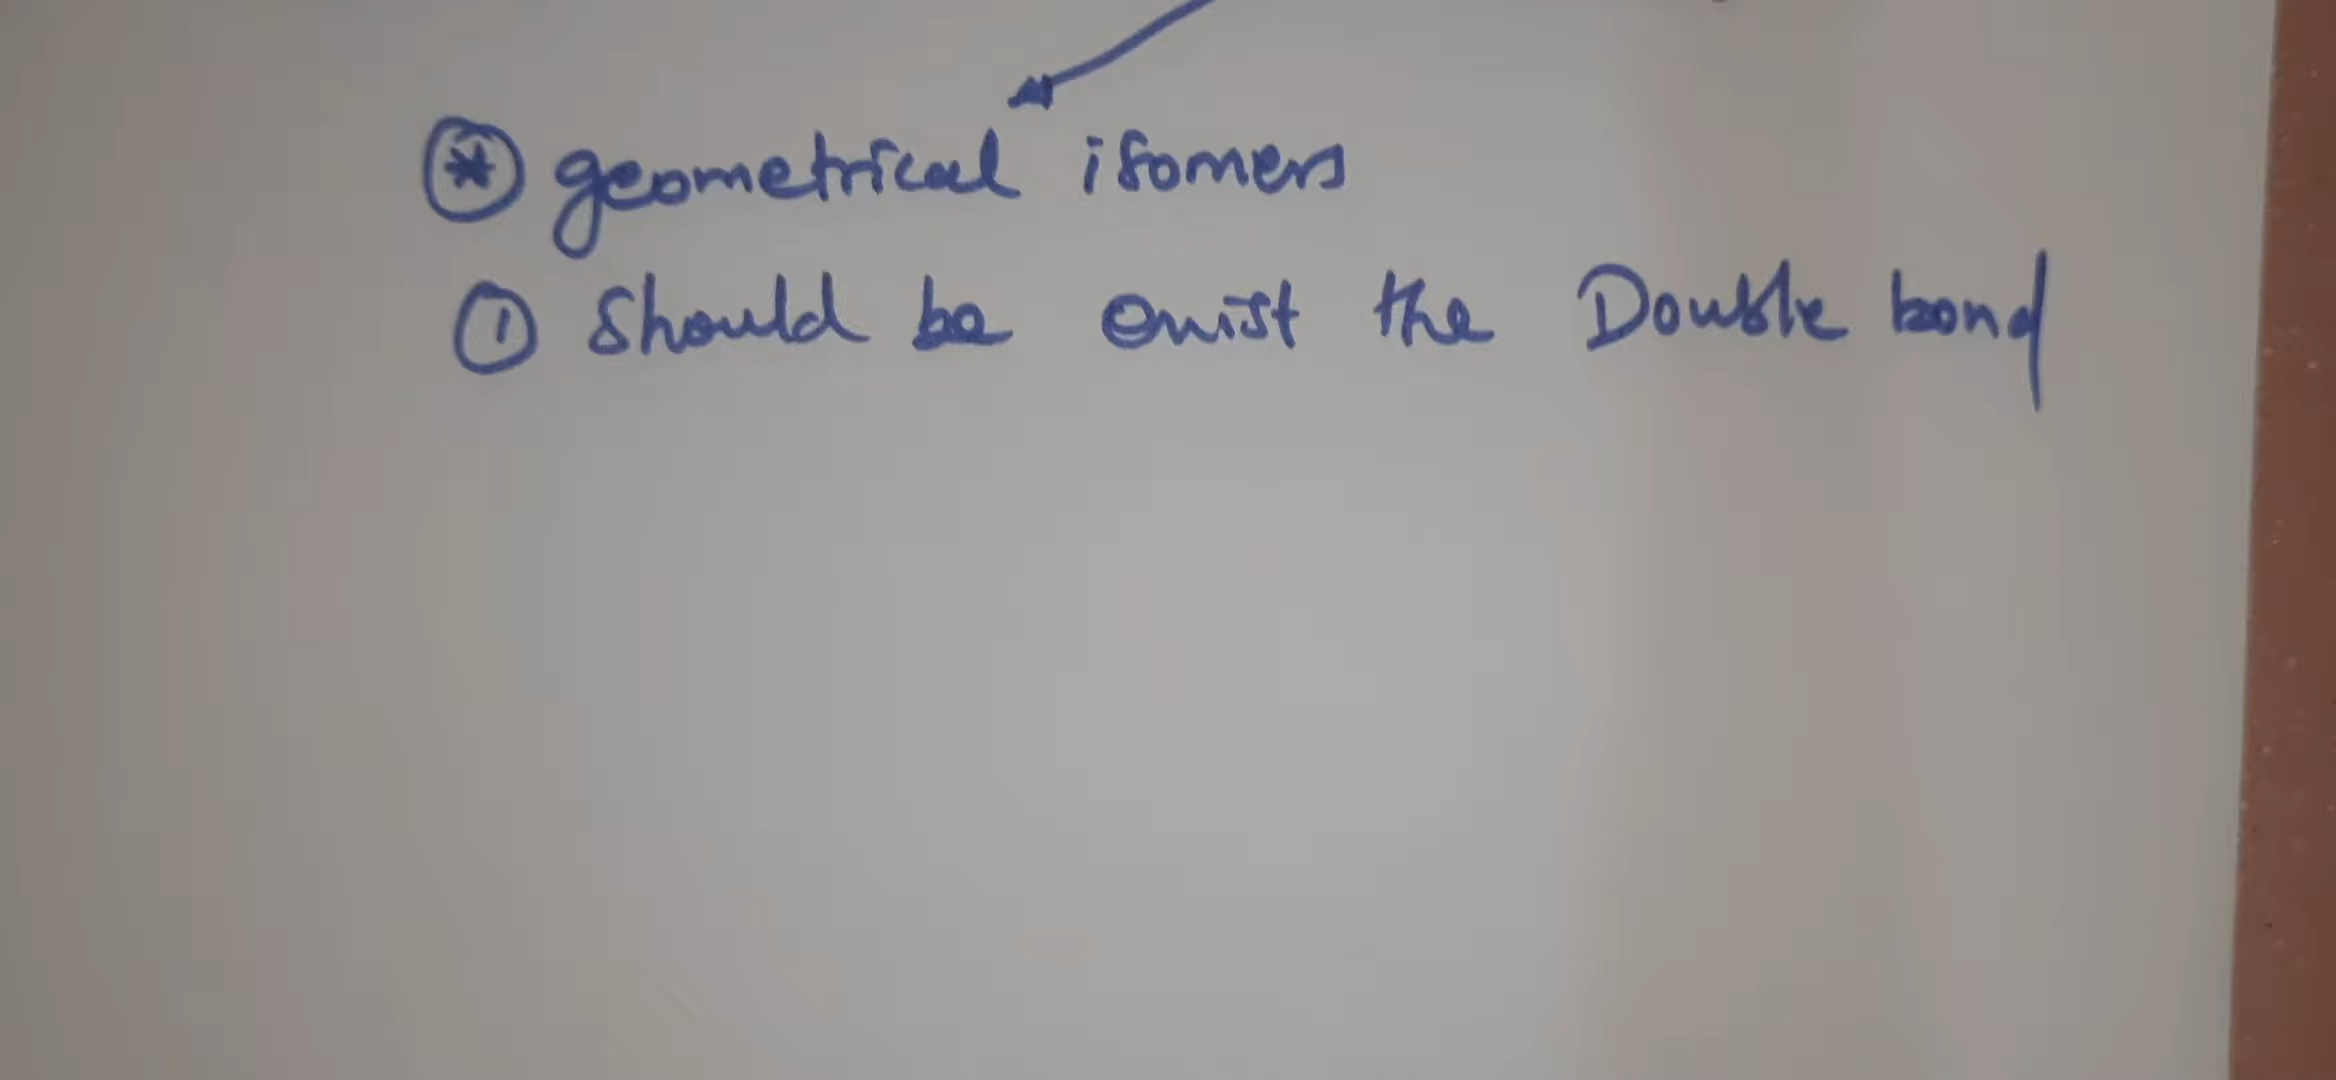 * geometrical isomers
① Should be exist the Double bond